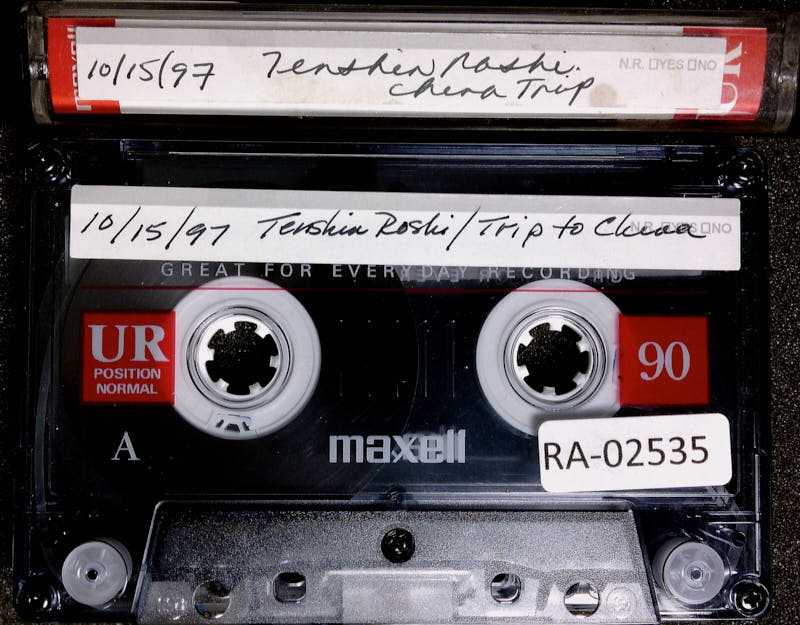 10/15/97 Tenshin Roshi.
China Trip
N.R. YES NO
10/15/97 Tenshin Roshi/Trip to China
N.R. YES NO
GREAT FOR EVERYDAY RECORDING
UR
POSITION
NORMAL
90
A
maxell
RA-02535